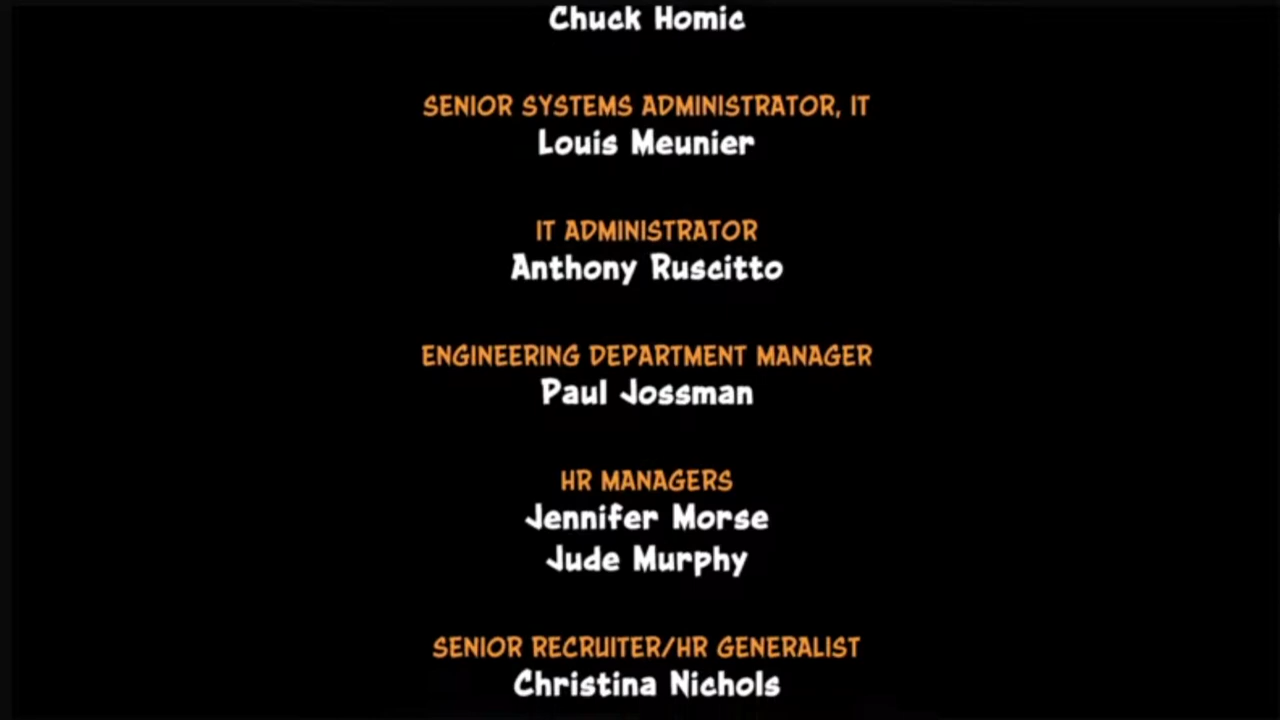 Chuck Homic
SENIOR SYSTEMS ADMINISTRATOR, IT
Louis Meunier
IT ADMINISTRATOR
Anthony Ruscitto
ENGINEERING DEPARTMENT MANAGER
Paul Jossman
HR MANAGERS
Jennifer Morse
Jude Murphy
SENIOR RECRUITER/HR GENERALIST
Christina Nichols